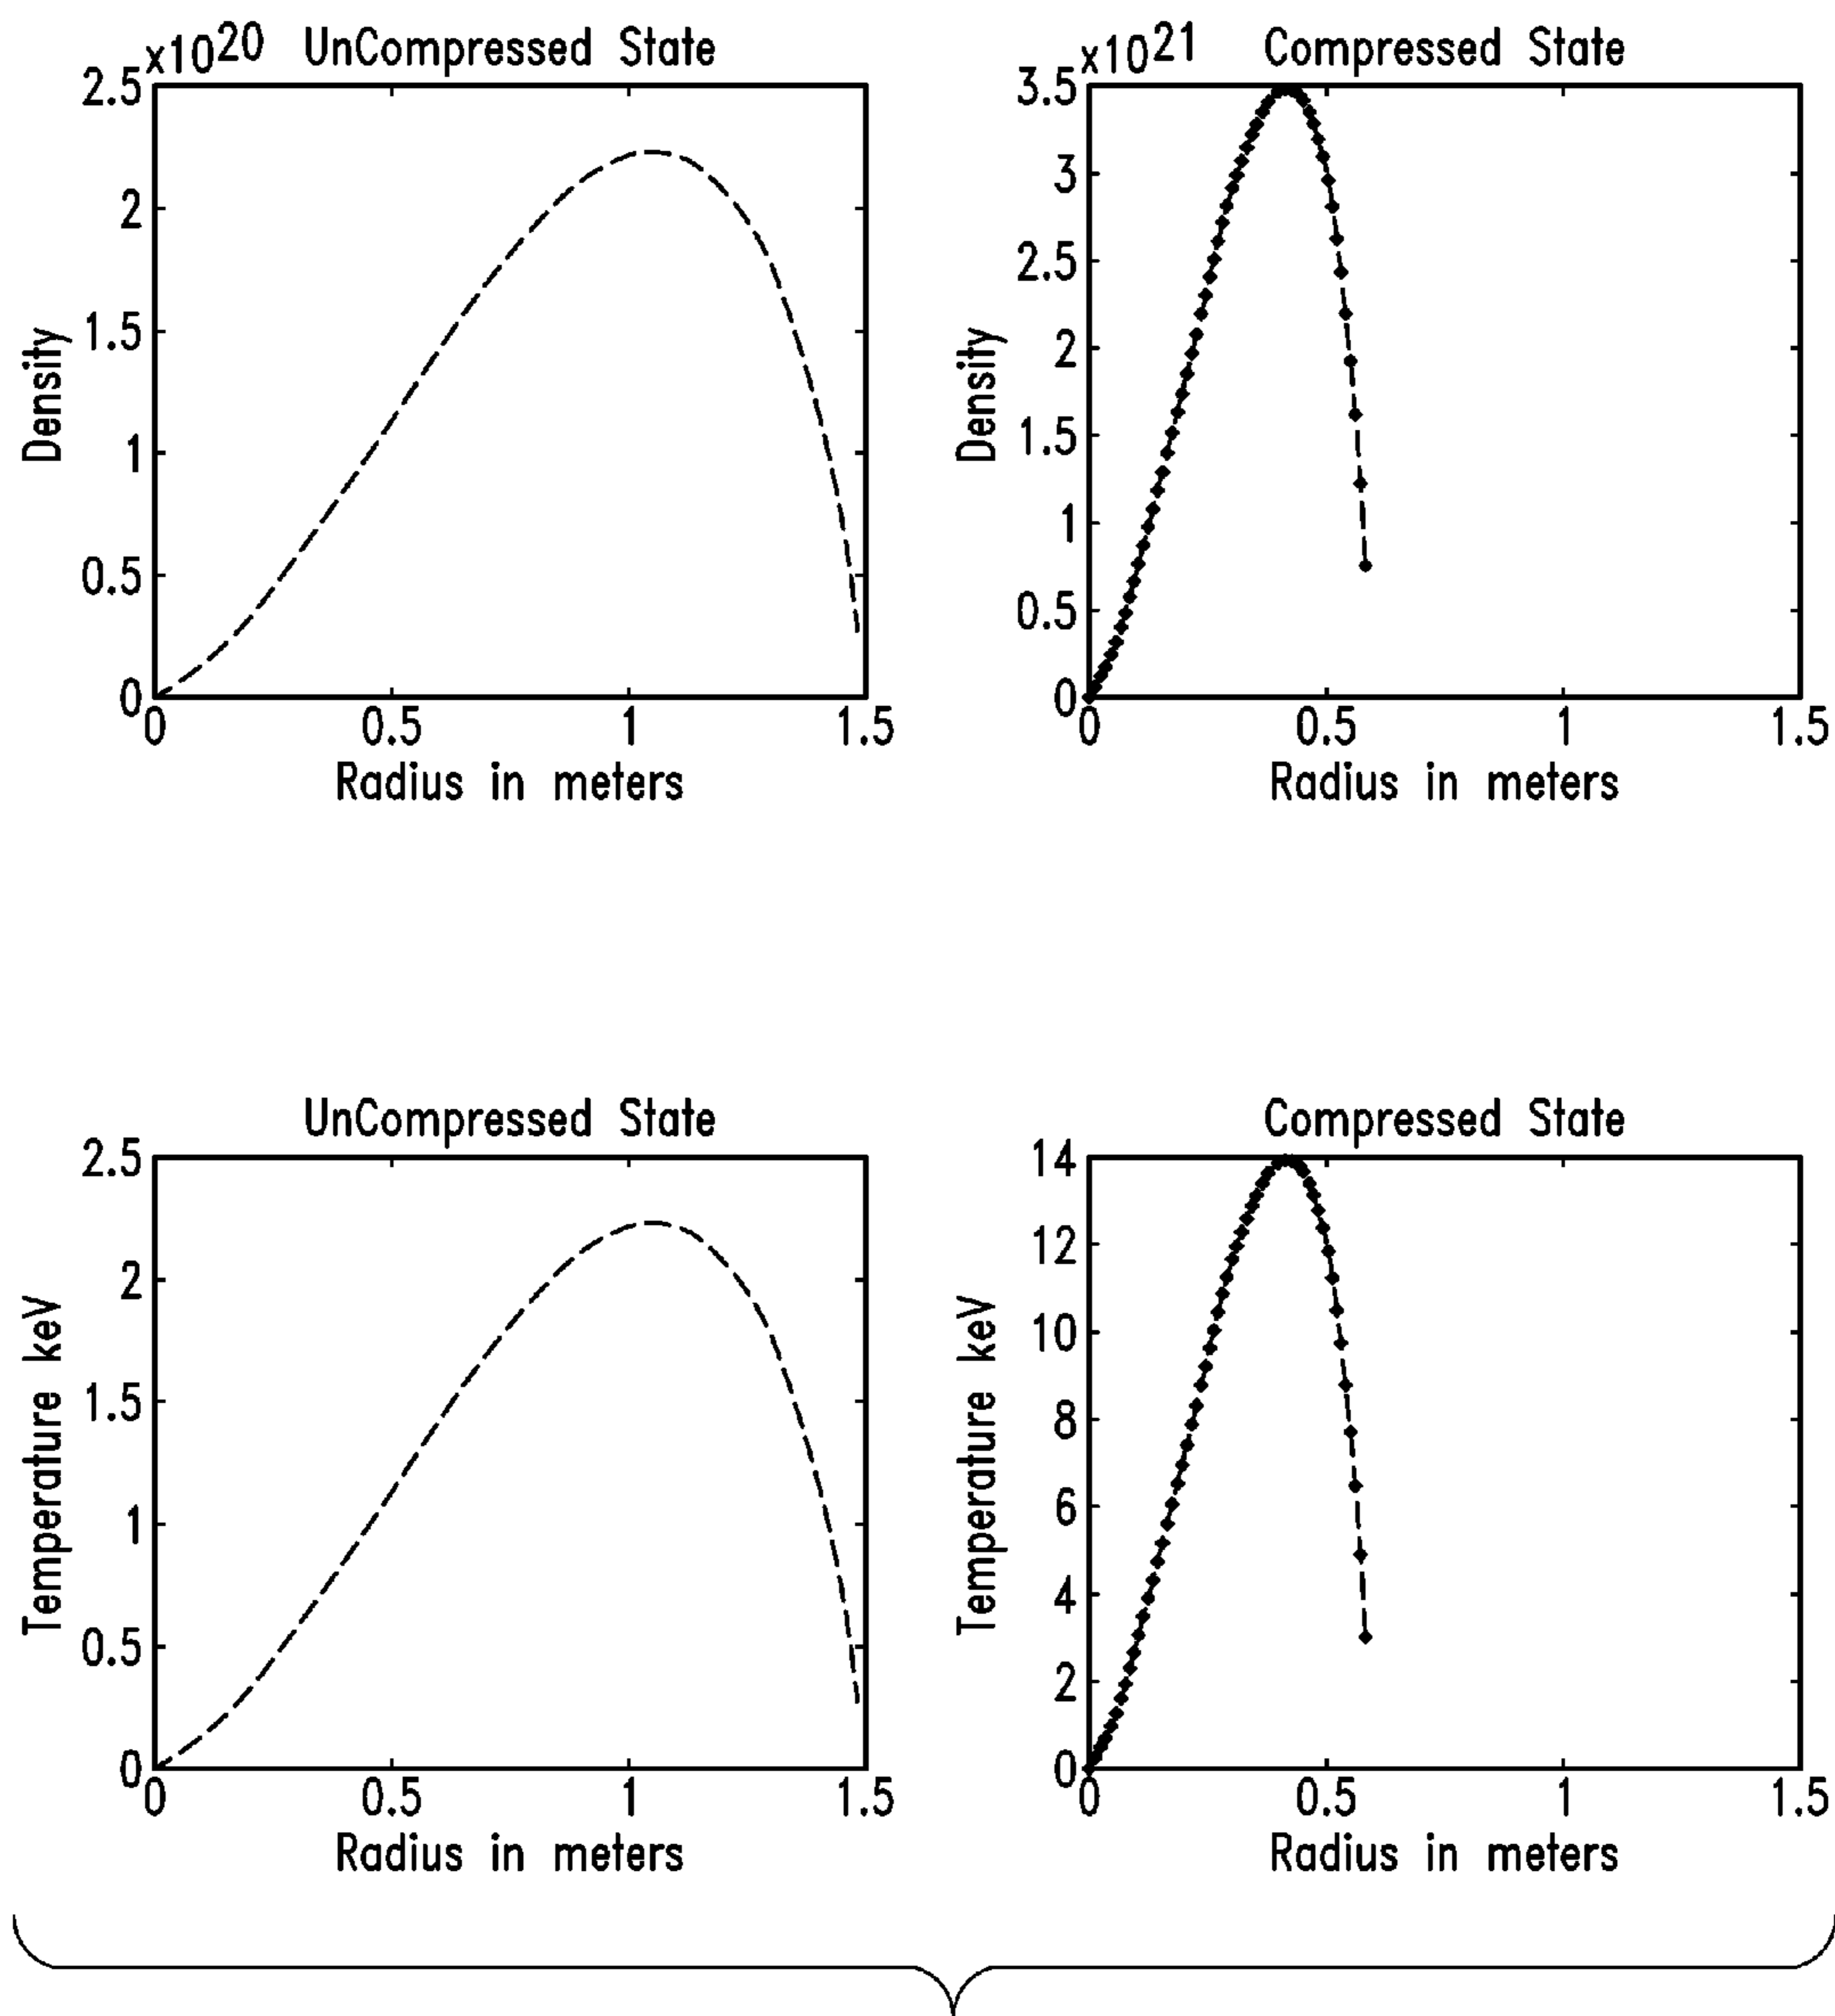 x10^20 UnCompressed State
2.5
2
1.5
1
0.5
0
Density
0 0.5 1 1.5
Radius in meters
x10^21 Compressed State
3.5
3
2.5
2
1.5
1
0.5
0
Density
0 0.5 1 1.5
Radius in meters
UnCompressed State
2.5
2
1.5
1
0.5
0
Temperature keV
0 0.5 1 1.5
Radius in meters
Compressed State
14
12
10
8
6
4
2
0
Temperature keV
0 0.5 1 1.5
Radius in meters